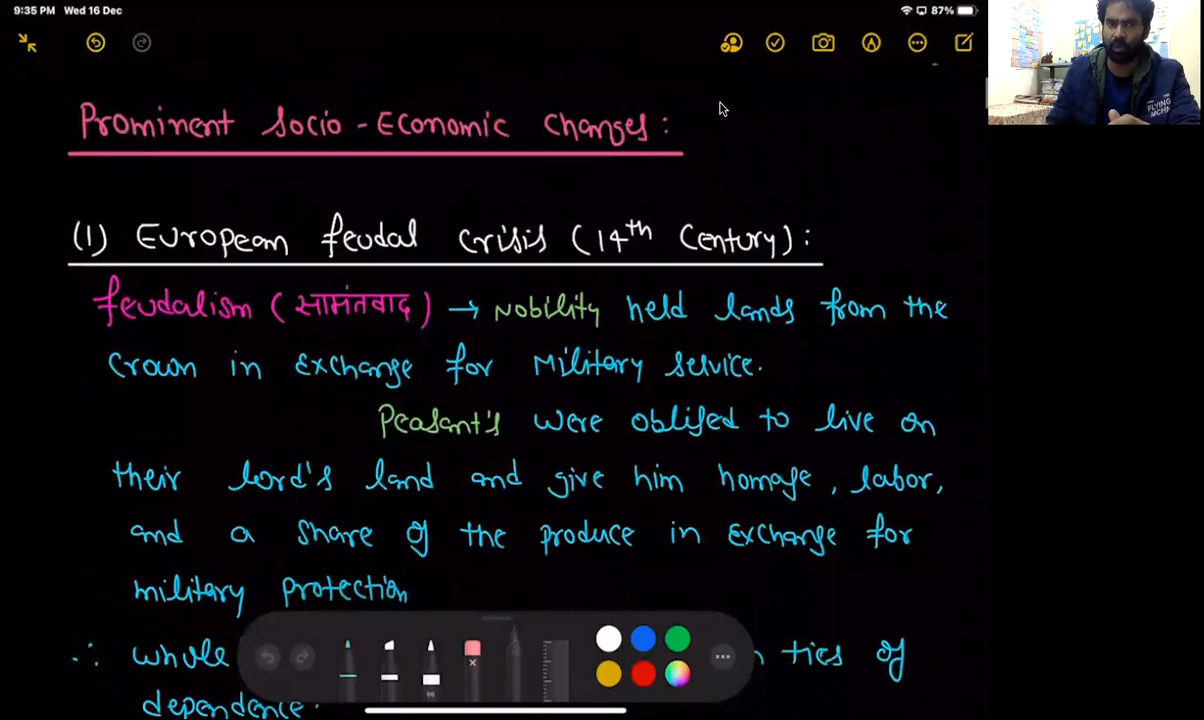 9:35 PM Wed 16 Dec
87%
FLYING
MCHN
Prominent Socio-Economic changes:
(1) European feudal crisis (14th Century):
feudalism (सामंतवाद) → Nobility held lands from the
Crown in Exchange for Military service.
Peasant's were obliged to live on
their lord's land and give him homage, labor,
and a share of the produce in Exchange for
military protection
∴ whole ties of
dependence.